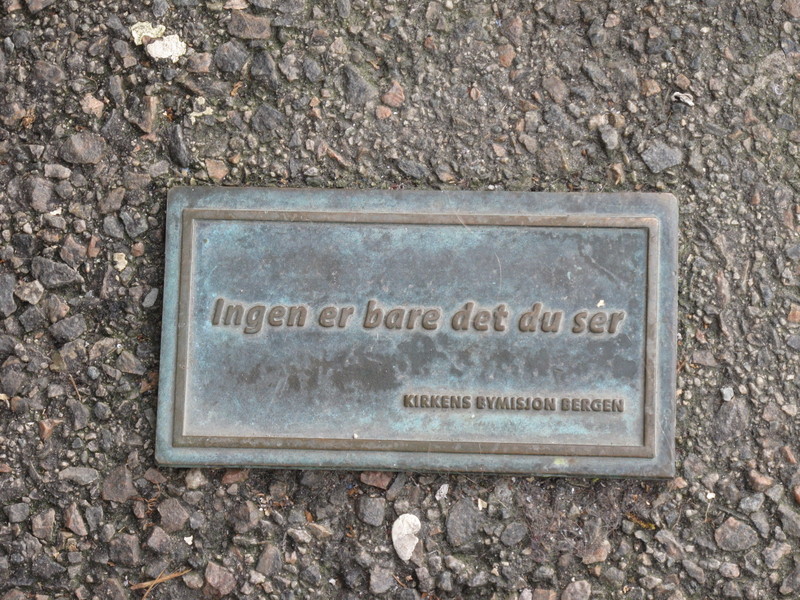 Ingen er bare det du ser
KIRKENS BYMISJON BERGEN